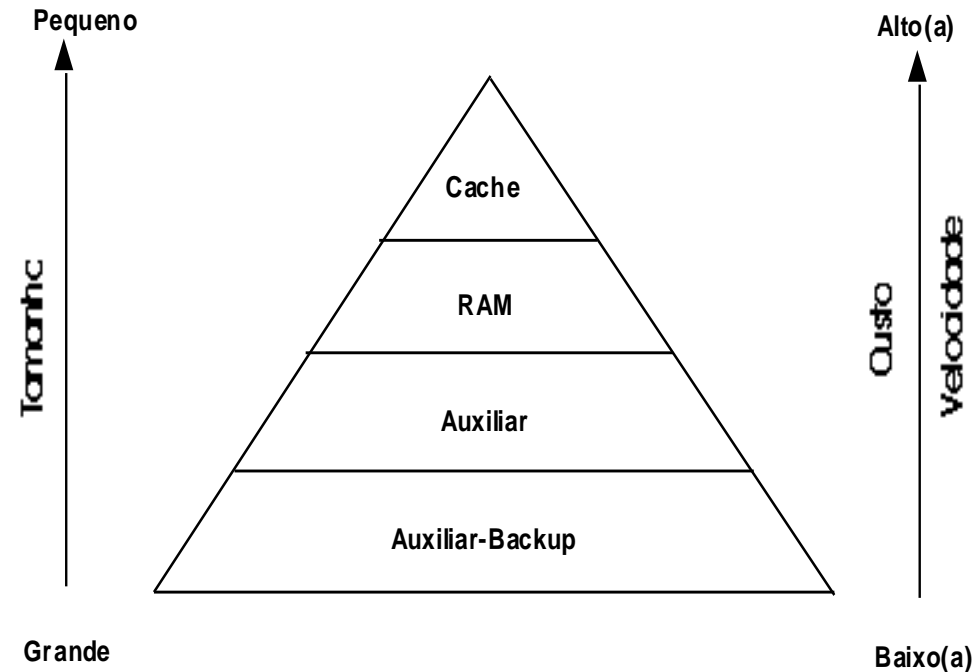 Pequeno
Alto(a)
Cache
RAM
Auxiliar
Auxiliar-Backup
Tamanho
Custo
Velocidade
Grande
Baixo(a)